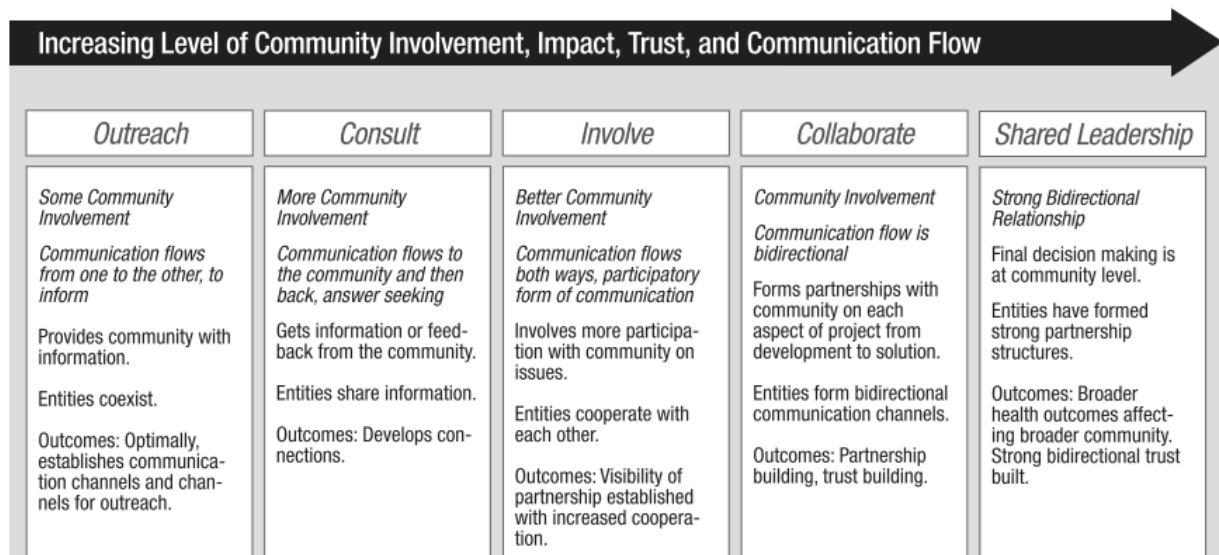 Increasing Level of Community Involvement, Impact, Trust, and Communication Flow
Outreach
Some Community
Involvement
Communication flows
from one to the other, to
inform
Provides community with
information.
Entities coexist.
Outcomes: Optimally,
establishes communica-
tion channels and chan-
nels for outreach.
Consult
More Community
Involvement
Communication flows to
the community and then
back, answer seeking
Gets information or feed-
back from the community.
Entities share information.
Outcomes: Develops con-
nections.
Involve
Better Community
Involvement
Communication flows
both ways, participatory
form of communication
Involves more participa-
tion with community on
issues.
Entities cooperate with
each other.
Outcomes: Visibility of
partnership established
with increased coopera-
tion.
Collaborate
Community Involvement
Communication flow is
bidirectional
Forms partnerships with
community on each
aspect of project from
development to solution.
Entities form bidirectional
communication channels.
Outcomes: Partnership
building, trust building.
Shared Leadership
Strong Bidirectional
Relationship
Final decision making is
at community level.
Entities have formed
strong partnership
structures.
Outcomes: Broader
health outcomes affect-
ing broader community.
Strong bidirectional trust
built.